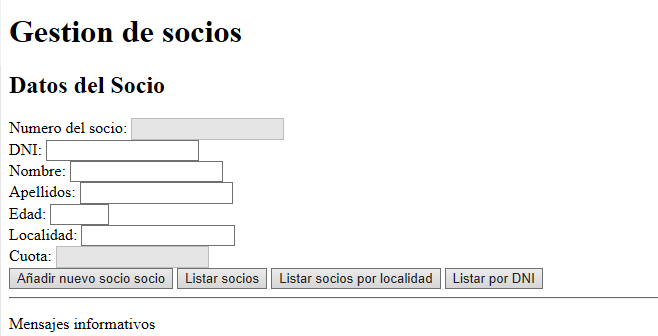 Gestion de socios
Datos del Socio
Numero del socio:
DNI:
Nombre:
Apellidos:
Edad:
Localidad:
Cuota:
Añadir nuevo socio socio Listar socios Listar socios por localidad Listar por DNI
Mensajes informativos